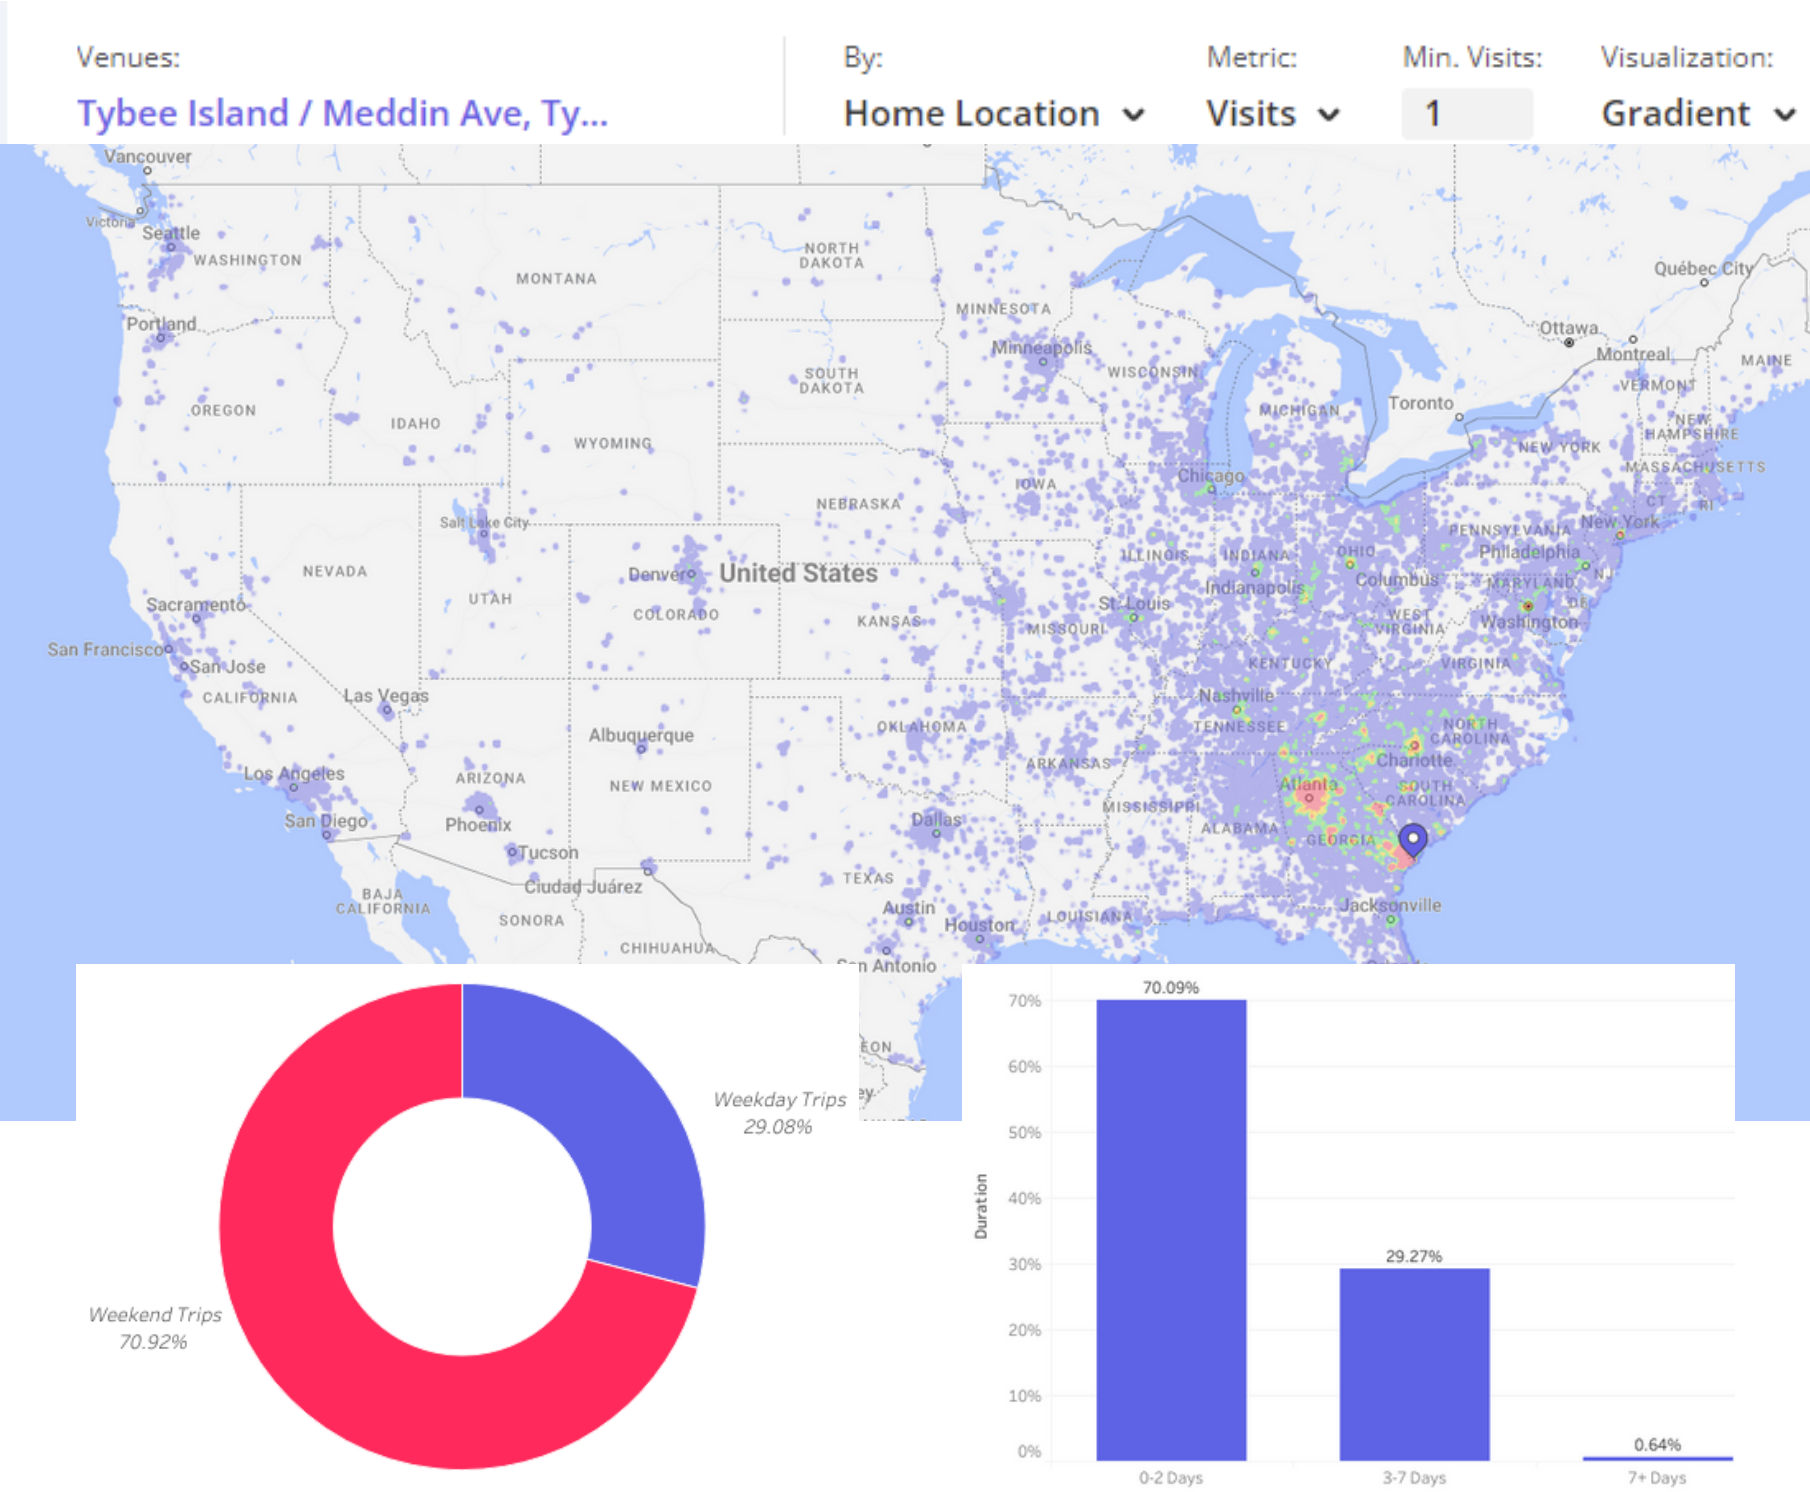 Venues:
Tybee Island / Meddin Ave, Ty...
By:
Home Location
Metric:
Visits
Min. Visits:
1
Visualization:
Gradient
Vancouver
Victoria
Seattle
WASHINGTON
MONTANA
NORTH
DAKOTA
MINNESOTA
Québec City
Ottawa
Montreal
MAINE
Portland
Minneapolis
SOUTH
DAKOTA
WISCONSIN
VERMONT
Toronto
MICHIGAN
NEW
HAMPSHIRE
OREGON
IDAHO
WYOMING
NEW YORK
MASSACHUSETTS
Chicago
IOWA
CT
RI
NEBRASKA
Salt Lake City
New York
PENNSYLVANIA
Philadelphia
ILLINOIS
INDIANA
OHIO
NEVADA
Denver
United States
Indianapolis
Columbus
NJ
MARYLAND
DE
UTAH
COLORADO
KANSAS
St. Louis
MISSOURI
WEST
VIRGINIA
Washington
Sacramento
San Francisco
San Jose
CALIFORNIA
Las Vegas
KENTUCKY
VIRGINIA
Nashville
TENNESSEE
NORTH
CAROLINA
Albuquerque
OKLAHOMA
Charlotte
ARKANSAS
Los Angeles
ARIZONA
NEW MEXICO
Atlanta
SOUTH
CAROLINA
MISSISSIPPI
San Diego
Phoenix
Dallas
ALABAMA
GEORGIA
Tucson
TEXAS
Ciudad Juárez
BAJA
CALIFORNIA
SONORA
CHIHUAHUA
Austin
Houston
LOUISIANA
Jacksonville
San Antonio
EON
ey
Weekday Trips
29.08%
Weekend Trips
70.92%
Duration
70%
60%
50%
40%
30%
20%
10%
0%
70.09%
29.27%
0.64%
0-2 Days
3-7 Days
7+ Days